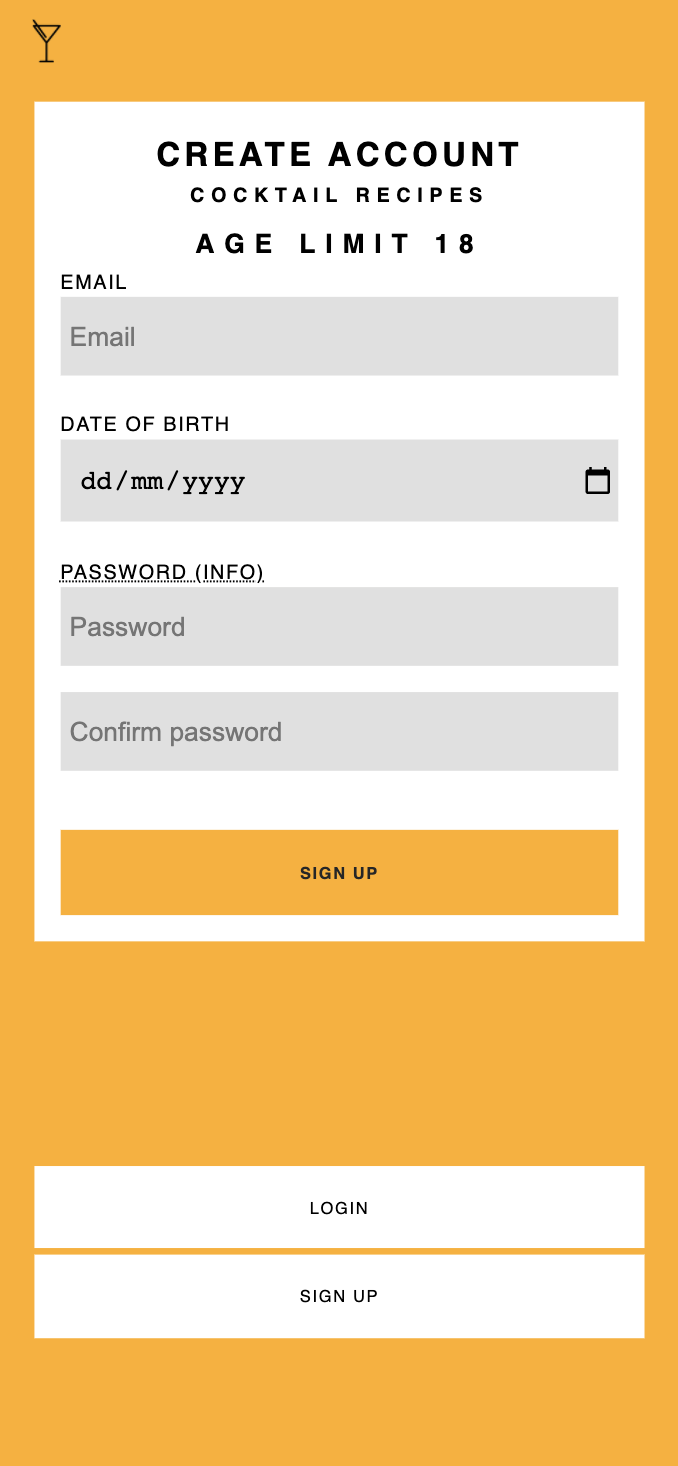 CREATE ACCOUNT
COCKTAIL RECIPES
AGE LIMIT 18
EMAIL
Email
DATE OF BIRTH
dd/mm/yyyy
PASSWORD (INFO)
Password
Confirm password
SIGN UP
LOGIN
SIGN UP